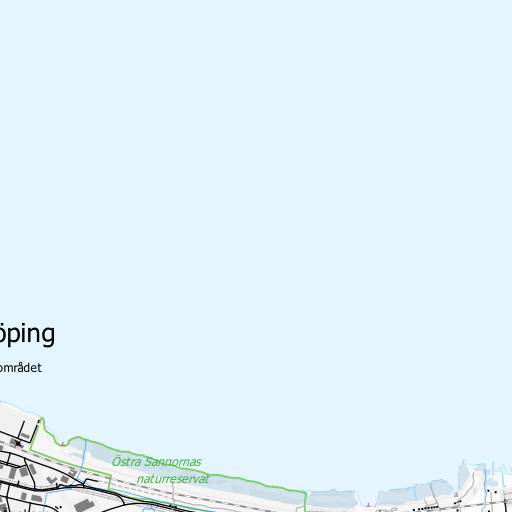 öping
området
Östra Sannornas
naturreservat